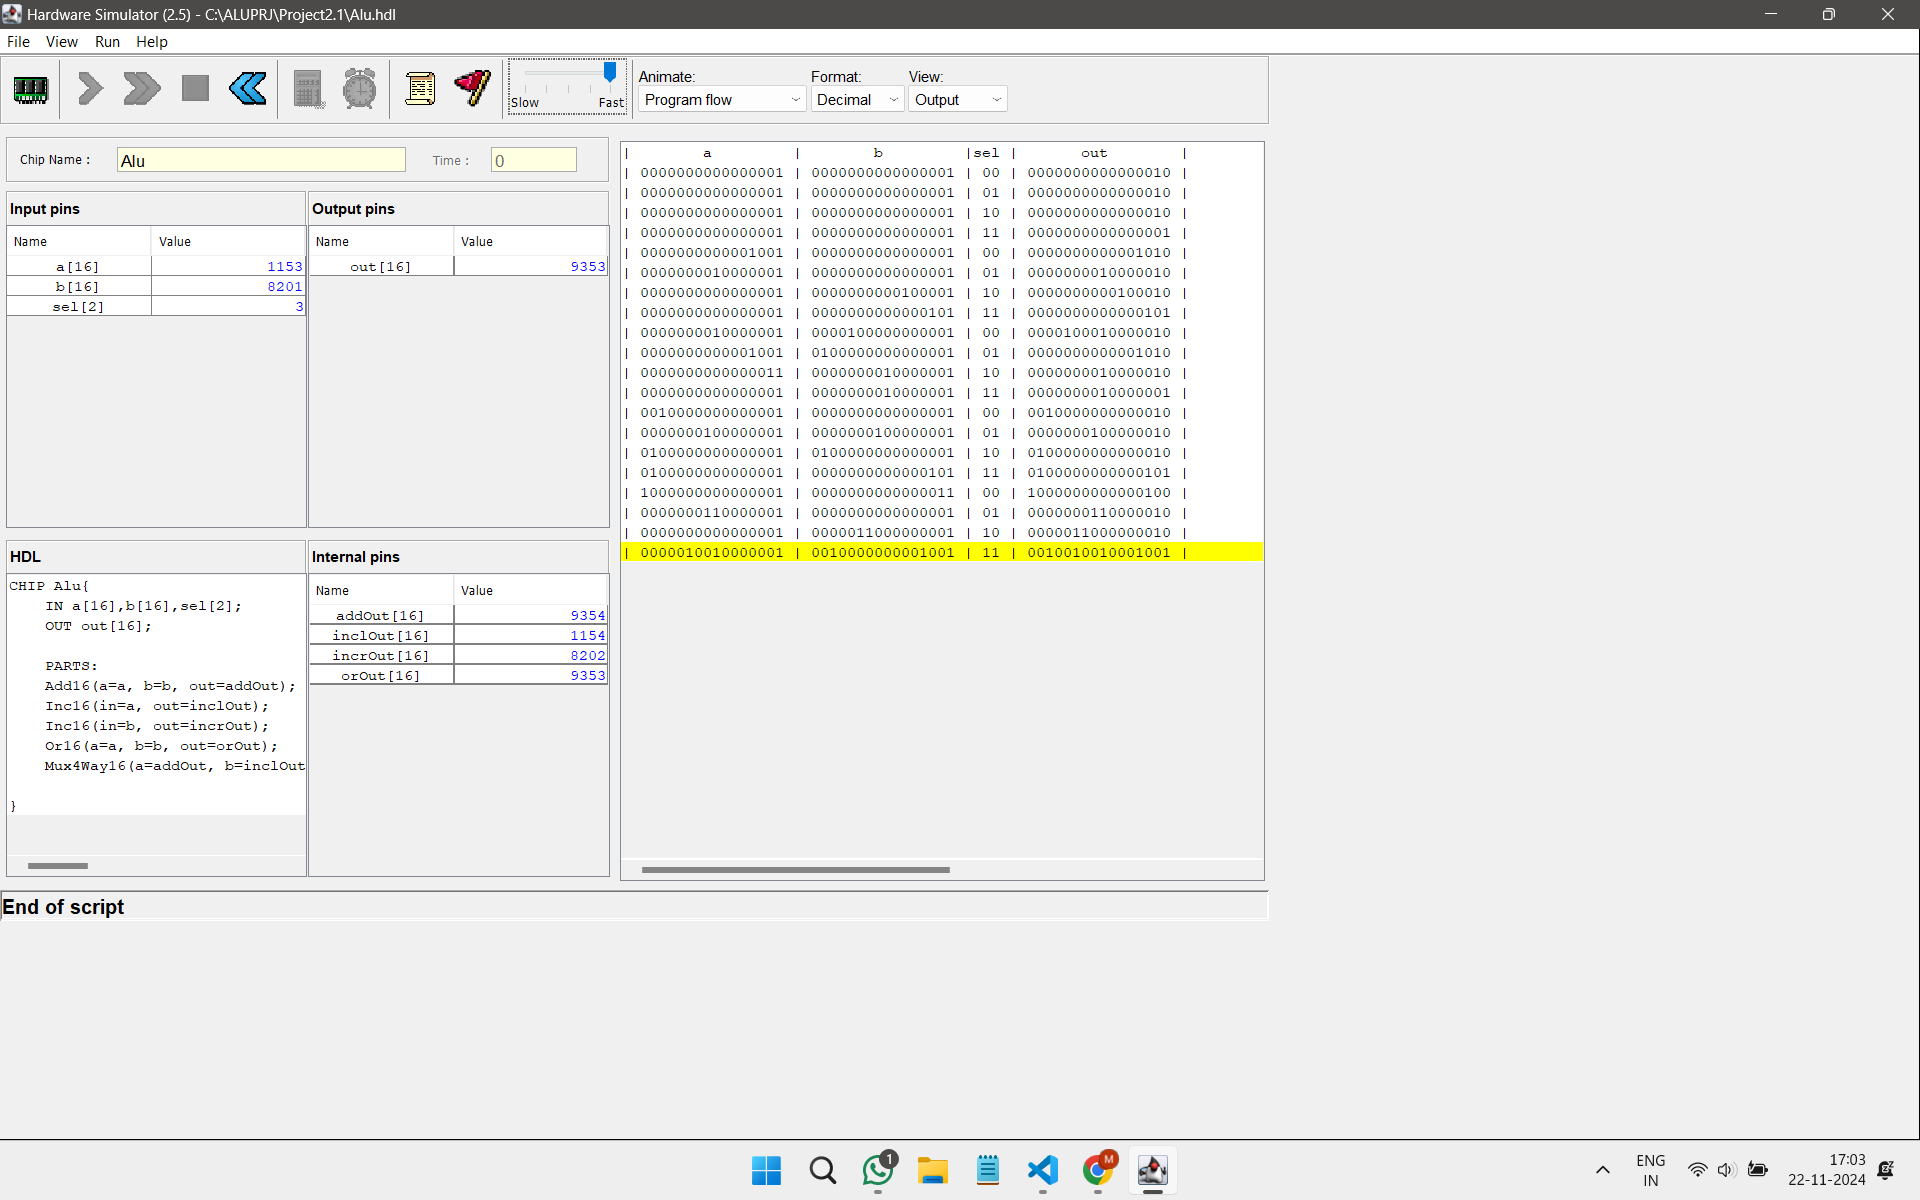 Hardware Simulator (2.5) - C:\ALUPRJ\Project2.1\Alu.hdl
File View Run Help
Slow Fast
Animate: Format: View:
Program flow Decimal Output
Chip Name : Alu Time : 0
Input pins
Name Value
a[16] 1153
b[16] 8201
sel[2] 3
Output pins
Name Value
out[16] 9353
HDL
CHIP Alu{
IN a[16],b[16],sel[2];
OUT out[16];
PARTS:
Add16(a=a, b=b, out=addOut);
Inc16(in=a, out=inclOut);
Inc16(in=b, out=incrOut);
Or16(a=a, b=b, out=orOut);
Mux4Way16(a=addOut, b=inclOut
}
Internal pins
Name Value
addOut[16] 9354
inclOut[16] 1154
incrOut[16] 8202
orOut[16] 9353
| a | b |sel | out |
| 0000000000000001 | 0000000000000001 | 00 | 0000000000000010 |
| 0000000000000001 | 0000000000000001 | 01 | 0000000000000010 |
| 0000000000000001 | 0000000000000001 | 10 | 0000000000000010 |
| 0000000000000001 | 0000000000000001 | 11 | 0000000000000001 |
| 0000000000001001 | 0000000000000001 | 00 | 0000000000001010 |
| 0000000010000001 | 0000000000000001 | 01 | 0000000010000010 |
| 0000000000000001 | 0000000000100001 | 10 | 0000000000100010 |
| 0000000000000001 | 0000000000000101 | 11 | 0000000000000101 |
| 0000000010000001 | 0000100000000001 | 00 | 0000100010000010 |
| 0000000000001001 | 0100000000000001 | 01 | 0000000000001010 |
| 0000000000000011 | 0000000010000001 | 10 | 0000000010000010 |
| 0000000000000001 | 0000000010000001 | 11 | 0000000010000001 |
| 0010000000000001 | 0000000000000001 | 00 | 0010000000000010 |
| 0000000100000001 | 0000000100000001 | 01 | 0000000100000010 |
| 0100000000000001 | 0100000000000001 | 10 | 0100000000000010 |
| 0100000000000001 | 0000000000000101 | 11 | 0100000000000101 |
| 1000000000000001 | 0000000000000011 | 00 | 1000000000000100 |
| 0000000110000001 | 0000000000000001 | 01 | 0000000110000010 |
| 0000000000000001 | 0000011000000001 | 10 | 0000011000000010 |
| 0000010010000001 | 0010000000001001 | 11 | 0010010010001001 |
End of script
1
M
ENG
IN
17:03
22-11-2024